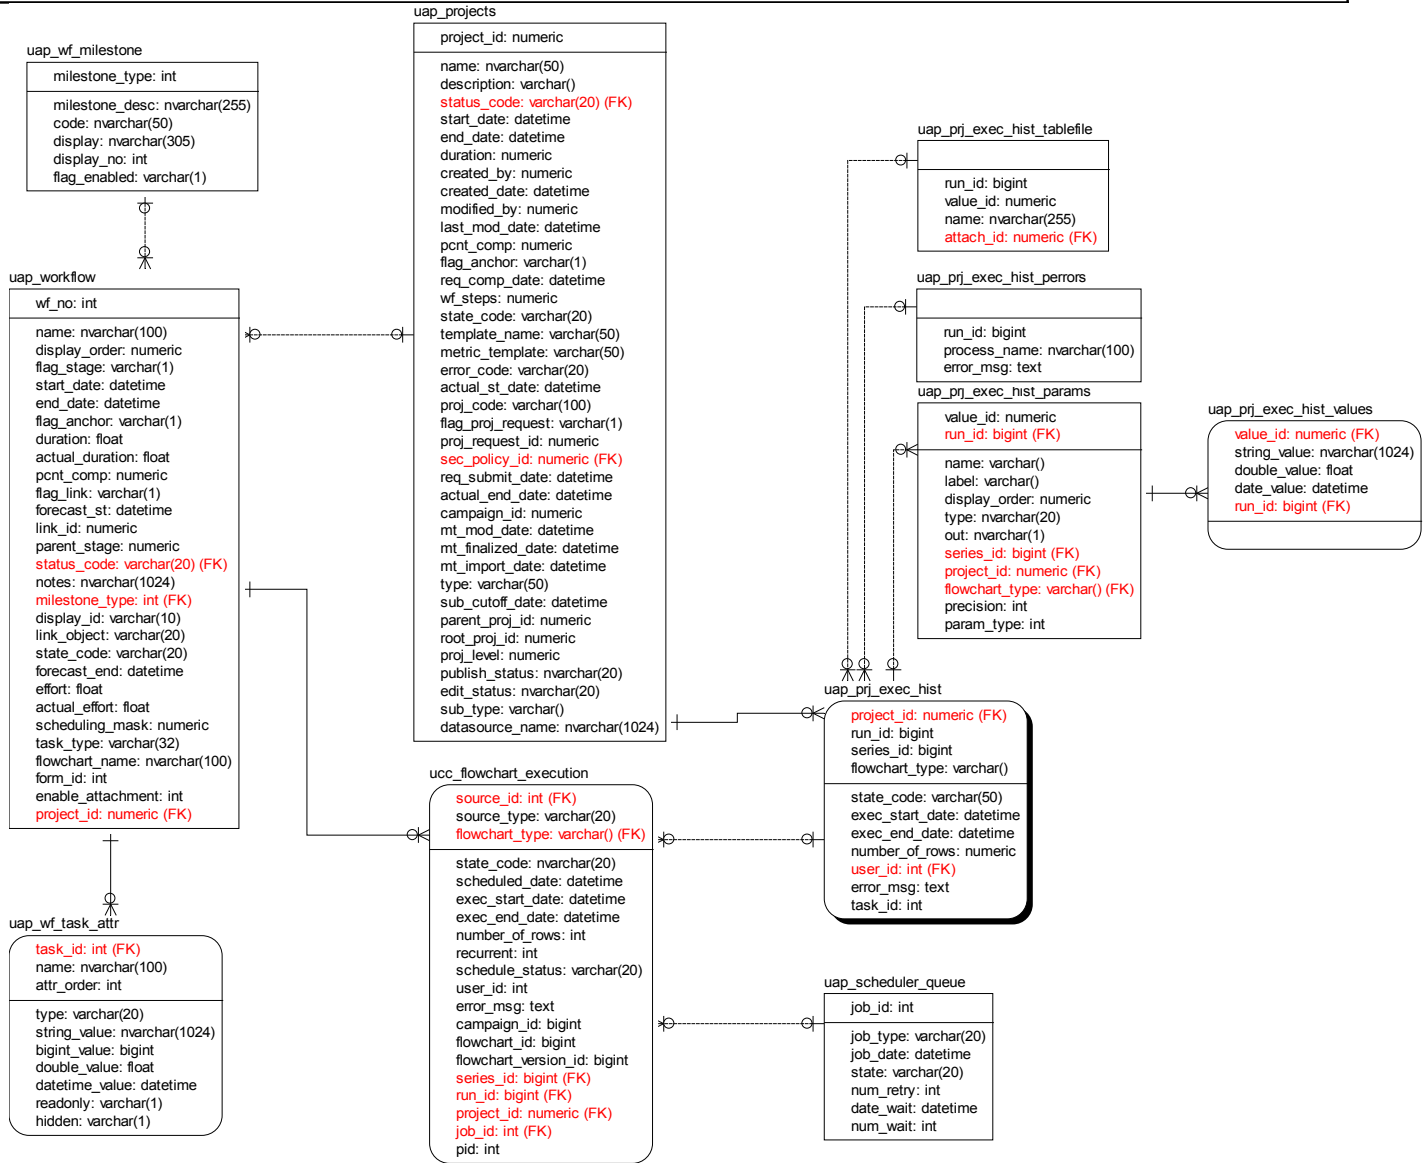 uap_projects
project_id: numeric
name: nvarchar(50)
description: varchar()
status_code: varchar(20) (FK)
start_date: datetime
end_date: datetime
duration: numeric
created_by: numeric
created_date: datetime
modified_by: numeric
last_mod_date: datetime
pcnt_comp: numeric
flag_anchor: varchar(1)
req_comp_date: datetime
wf_steps: numeric
state_code: varchar(20)
template_name: varchar(50)
metric_template: varchar(50)
error_code: varchar(20)
actual_st_date: datetime
proj_code: varchar(100)
flag_proj_request: varchar(1)
proj_request_id: numeric
sec_policy_id: numeric (FK)
req_submit_date: datetime
actual_end_date: datetime
campaign_id: numeric
mt_mod_date: datetime
mt_finalized_date: datetime
mt_import_date: datetime
type: varchar(50)
sub_cutoff_date: datetime
parent_proj_id: numeric
root_proj_id: numeric
proj_level: numeric
publish_status: nvarchar(20)
edit_status: nvarchar(20)
sub_type: varchar()
datasource_name: nvarchar(1024)
uap_wf_milestone
milestone_type: int
milestone_desc: nvarchar(255)
code: nvarchar(50)
display: nvarchar(305)
display_no: int
flag_enabled: varchar(1)
uap_workflow
wf_no: int
name: nvarchar(100)
display_order: numeric
flag_stage: varchar(1)
start_date: datetime
end_date: datetime
flag_anchor: varchar(1)
duration: float
actual_duration: float
pcnt_comp: numeric
flag_link: varchar(1)
forecast_st: datetime
link_id: numeric
parent_stage: numeric
status_code: varchar(20) (FK)
notes: nvarchar(1024)
milestone_type: int (FK)
display_id: varchar(10)
link_object: varchar(20)
state_code: varchar(20)
forecast_end: datetime
effort: float
actual_effort: float
scheduling_mask: numeric
task_type: varchar(32)
flowchart_name: nvarchar(100)
form_id: int
enable_attachment: int
project_id: numeric (FK)
uap_wf_task_attr
task_id: int (FK)
name: nvarchar(100)
attr_order: int
type: varchar(20)
string_value: nvarchar(1024)
bigint_value: bigint
double_value: float
datetime_value: datetime
readonly: varchar(1)
hidden: varchar(1)
ucc_flowchart_execution
source_id: int (FK)
source_type: varchar(20)
flowchart_type: varchar() (FK)
state_code: nvarchar(20)
scheduled_date: datetime
exec_start_date: datetime
exec_end_date: datetime
number_of_rows: int
recurrent: int
schedule_status: varchar(20)
user_id: int
error_msg: text
campaign_id: bigint
flowchart_id: bigint
flowchart_version_id: bigint
series_id: bigint (FK)
run_id: bigint (FK)
project_id: numeric (FK)
job_id: int (FK)
pid: int
uap_prj_exec_hist_tablefile
run_id: bigint
value_id: numeric
name: nvarchar(255)
attach_id: numeric (FK)
uap_prj_exec_hist_perrors
run_id: bigint
process_name: nvarchar(100)
error_msg: text
uap_prj_exec_hist_params
value_id: numeric
run_id: bigint (FK)
name: varchar()
label: varchar()
display_order: numeric
type: nvarchar(20)
out: nvarchar(1)
series_id: bigint (FK)
project_id: numeric (FK)
flowchart_type: varchar() (FK)
precision: int
param_type: int
uap_prj_exec_hist_values
value_id: numeric (FK)
string_value: nvarchar(1024)
double_value: float
date_value: datetime
run_id: bigint (FK)
uap_prj_exec_hist
project_id: numeric (FK)
run_id: bigint
series_id: bigint
flowchart_type: varchar()
state_code: varchar(50)
exec_start_date: datetime
exec_end_date: datetime
number_of_rows: numeric
user_id: int (FK)
error_msg: text
task_id: int
uap_scheduler_queue
job_id: int
job_type: varchar(20)
job_date: datetime
state: varchar(20)
num_retry: int
date_wait: datetime
num_wait: int